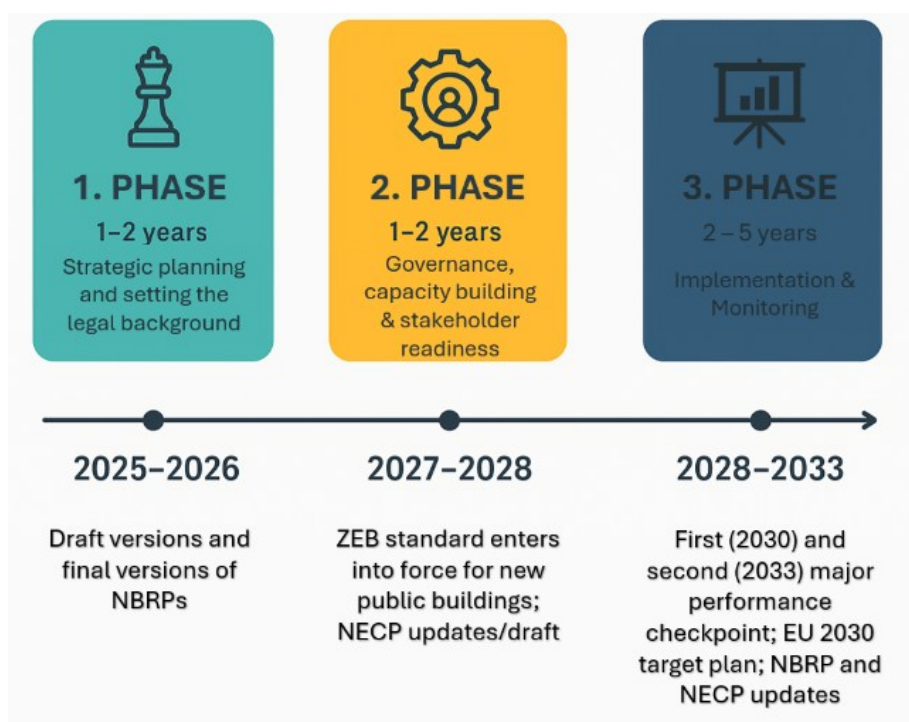 1. PHASE
1–2 years
Strategic planning
and setting the
legal background
2. PHASE
1–2 years
Governance,
capacity building
& stakeholder
readiness
3. PHASE
2 – 5 years
Implementation &
Monitoring
2025–2026
2027–2028
2028–2033
Draft versions and
final versions of
NBRPs
ZEB standard enters
into force for new
public buildings;
NECP updates/draft
First (2030) and
second (2033) major
performance
checkpoint; EU 2030
target plan; NBRP and
NECP updates